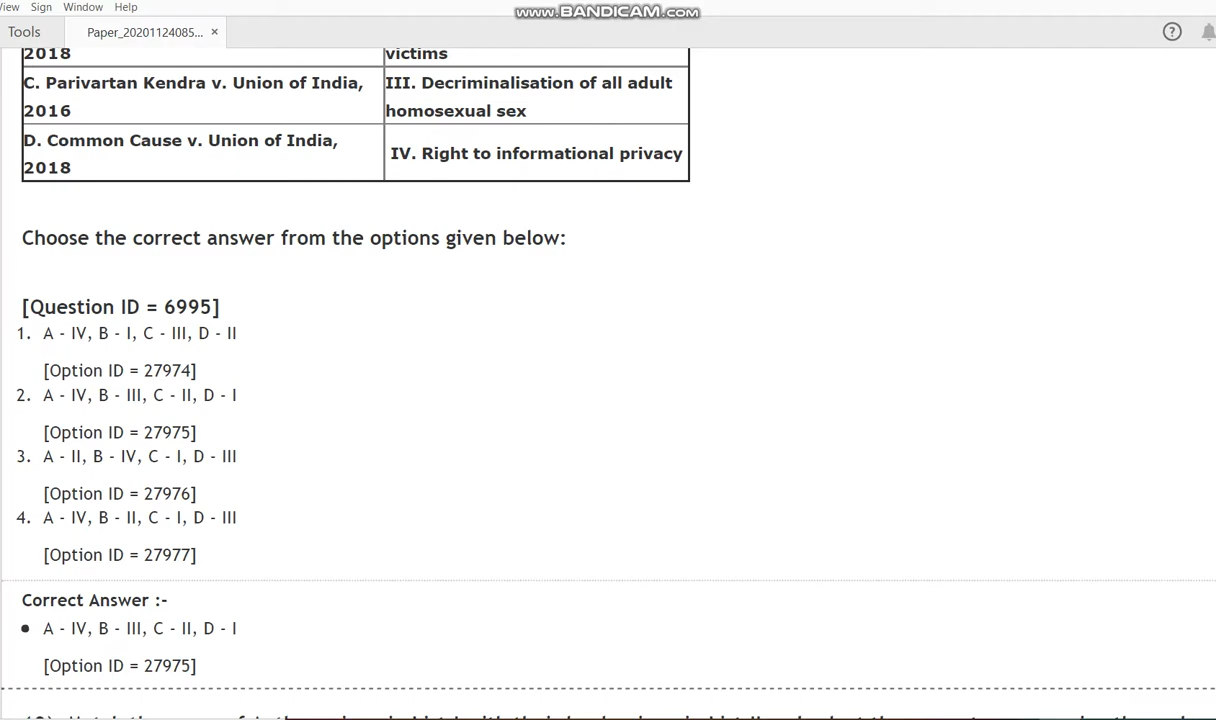 View Sign Window Help
www.BANDICAM.com
Tools Paper_20201124085... ×
2018 victims
C. Parivartan Kendra v. Union of India, III. Decriminalisation of all adult
2016 homosexual sex
D. Common Cause v. Union of India,
2018 IV. Right to informational privacy
Choose the correct answer from the options given below:
[Question ID = 6995]
1. A - IV, B - I, C - III, D - II
[Option ID = 27974]
2. A - IV, B - III, C - II, D - I
[Option ID = 27975]
3. A - II, B - IV, C - I, D - III
[Option ID = 27976]
4. A - IV, B - II, C - I, D - III
[Option ID = 27977]
Correct Answer :-
• A - IV, B - III, C - II, D - I
[Option ID = 27975]